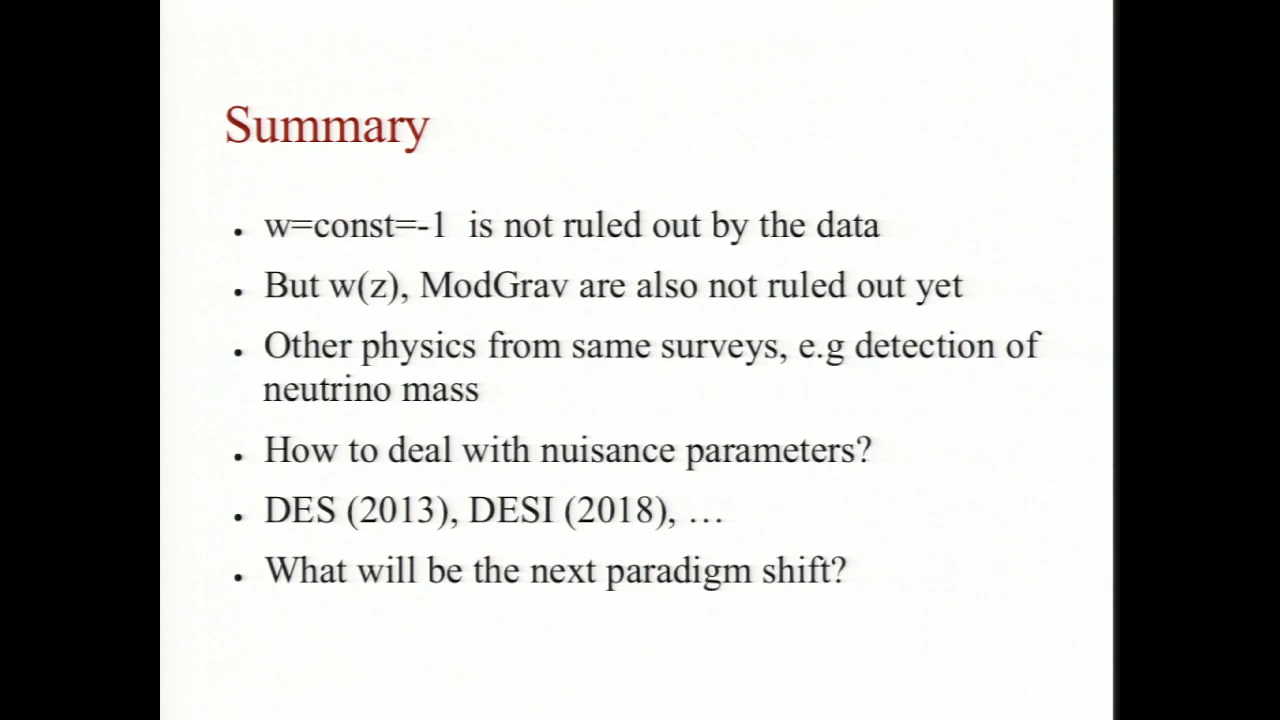 Summary
• w=const=-1 is not ruled out by the data
• But w(z), ModGrav are also not ruled out yet
• Other physics from same surveys, e.g detection of
neutrino mass
• How to deal with nuisance parameters?
• DES (2013), DESI (2018), …
• What will be the next paradigm shift?